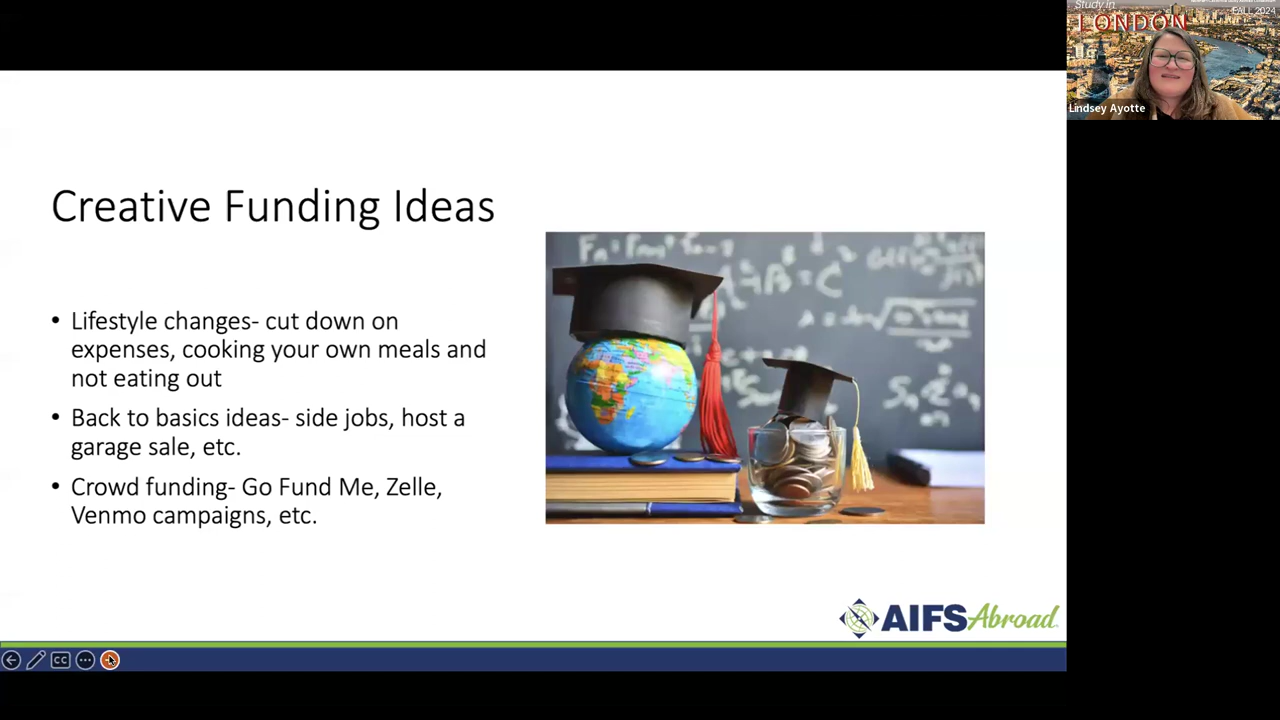 Study in
FALL 2024
LONDON
Lindsey Ayotte
Creative Funding Ideas
• Lifestyle changes- cut down on
expenses, cooking your own meals and
not eating out
• Back to basics ideas- side jobs, host a
garage sale, etc.
• Crowd funding- Go Fund Me, Zelle,
Venmo campaigns, etc.
AIFS Abroad
CC